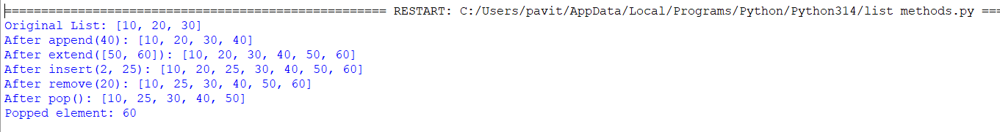 ==================================================== RESTART: C:/Users/pavit/AppData/Local/Programs/Python/Python314/list methods.py ===
Original List: [10, 20, 30]
After append(40): [10, 20, 30, 40]
After extend([50, 60]): [10, 20, 30, 40, 50, 60]
After insert(2, 25): [10, 20, 25, 30, 40, 50, 60]
After remove(20): [10, 25, 30, 40, 50, 60]
After pop(): [10, 25, 30, 40, 50]
Popped element: 60